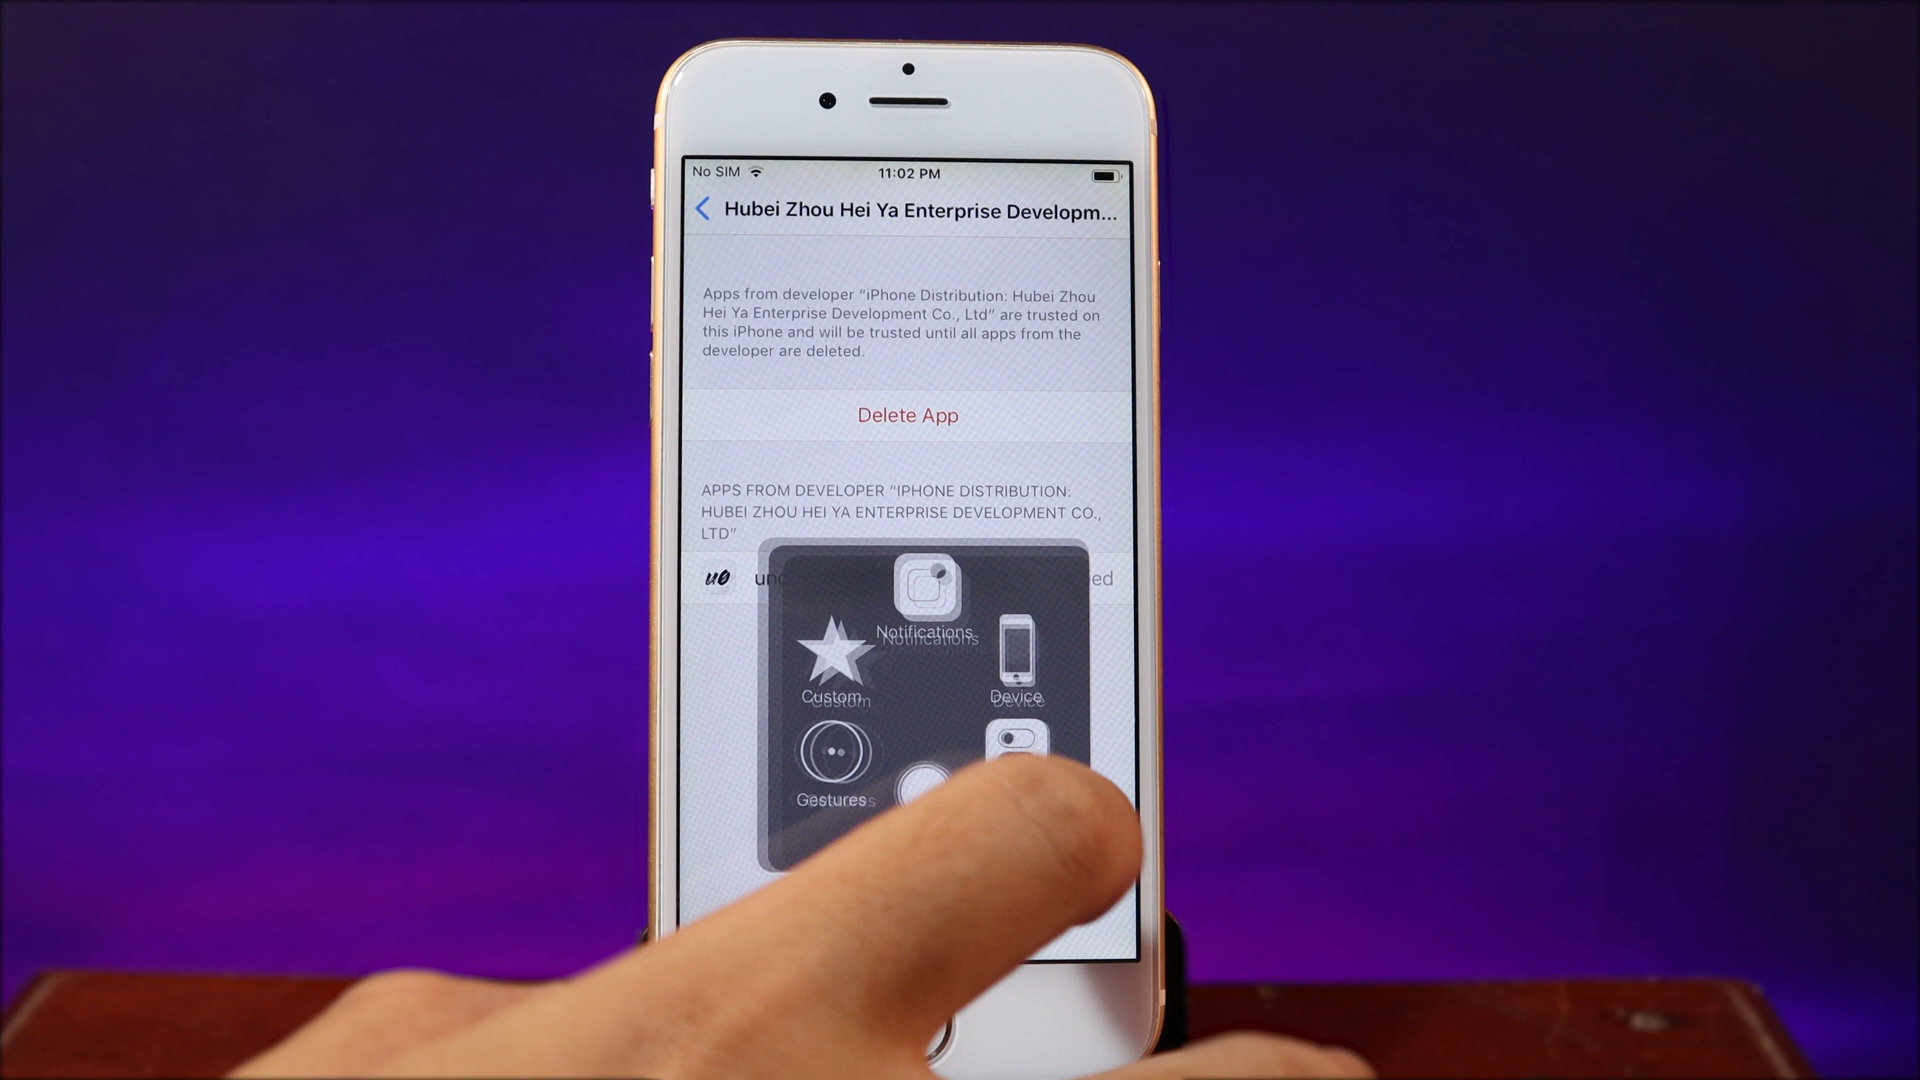 No SIM 11:02 PM
Hubei Zhou Hei Ya Enterprise Developm...
Apps from developer “iPhone Distribution: Hubei Zhou
Hei Ya Enterprise Development Co., Ltd” are trusted on
this iPhone and will be trusted until all apps from the
developer are deleted.
Delete App
APPS FROM DEVELOPER “IPHONE DISTRIBUTION:
HUBEI ZHOU HEI YA ENTERPRISE DEVELOPMENT CO.,
LTD”
u0
Notifications
Custom Device
Gestures